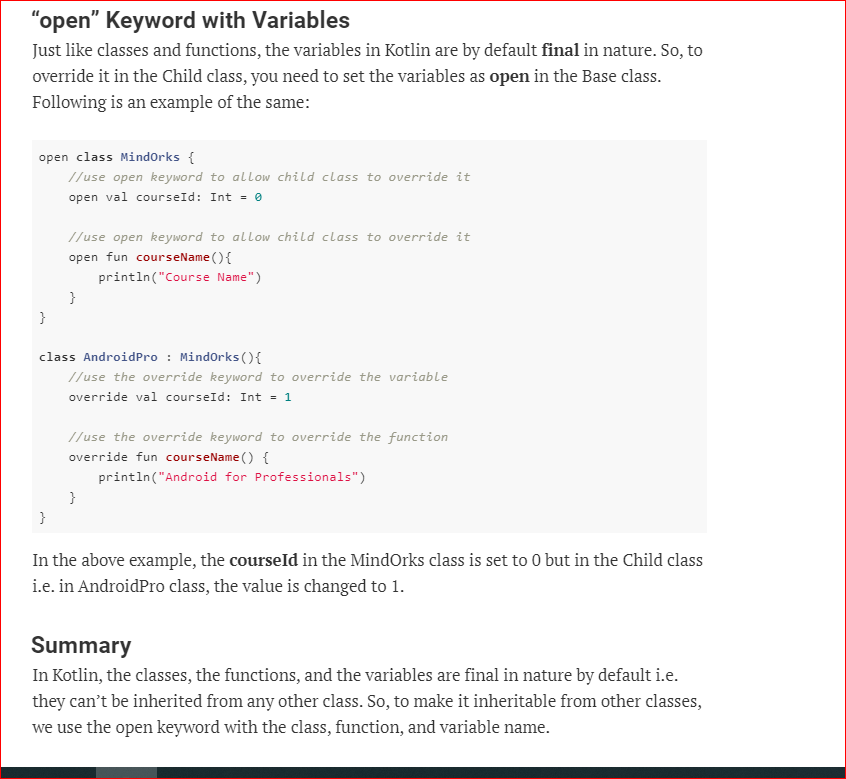 “open” Keyword with Variables
Just like classes and functions, the variables in Kotlin are by default final in nature. So, to
override it in the Child class, you need to set the variables as open in the Base class.
Following is an example of the same:
open class MindOrks {
    //use open keyword to allow child class to override it
    open val courseId: Int = 0
    //use open keyword to allow child class to override it
    open fun courseName(){
        println("Course Name")
    }
}
class AndroidPro : MindOrks(){
    //use the override keyword to override the variable
    override val courseId: Int = 1
    //use the override keyword to override the function
    override fun courseName() {
        println("Android for Professionals")
    }
}
In the above example, the courseId in the MindOrks class is set to 0 but in the Child class
i.e. in AndroidPro class, the value is changed to 1.
Summary
In Kotlin, the classes, the functions, and the variables are final in nature by default i.e.
they can’t be inherited from any other class. So, to make it inheritable from other classes,
we use the open keyword with the class, function, and variable name.